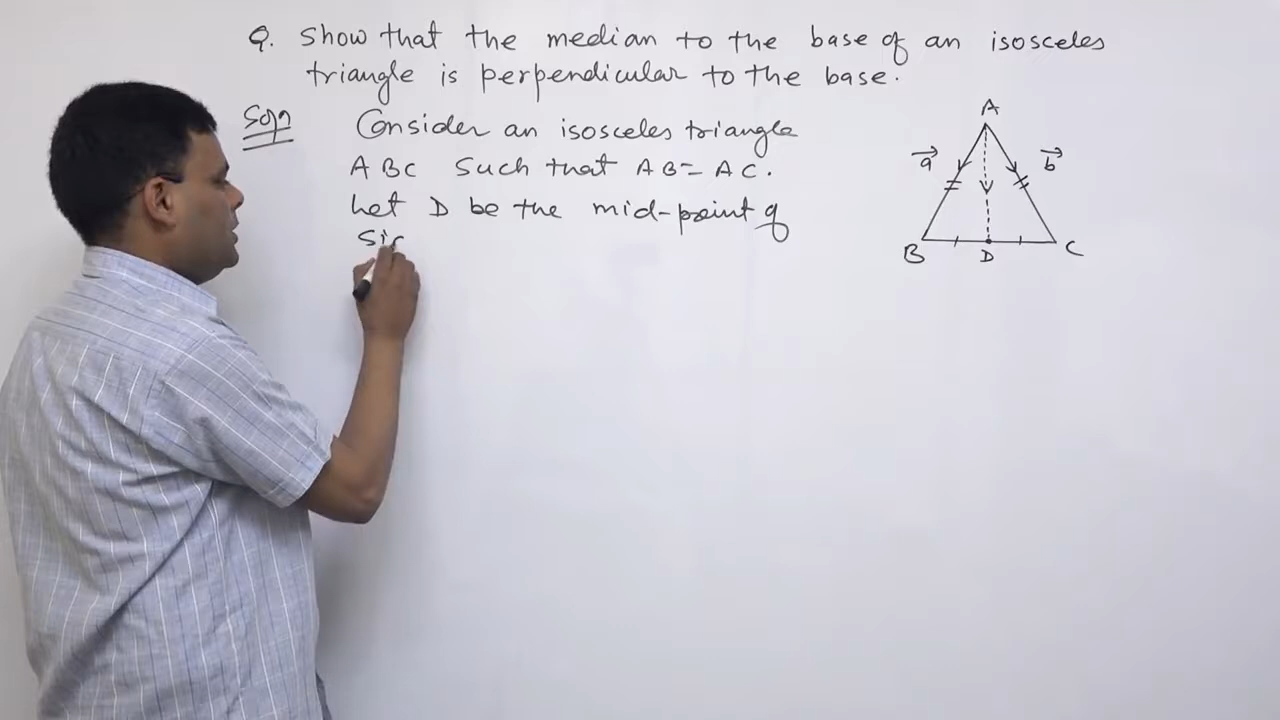 Q. Show that the median to the base of an isosceles
triangle is perpendicular to the base.
Soln Consider an isosceles triangle
ABC such that AB = AC.
Let D be the mid-point of
A
a
b
B
D
C